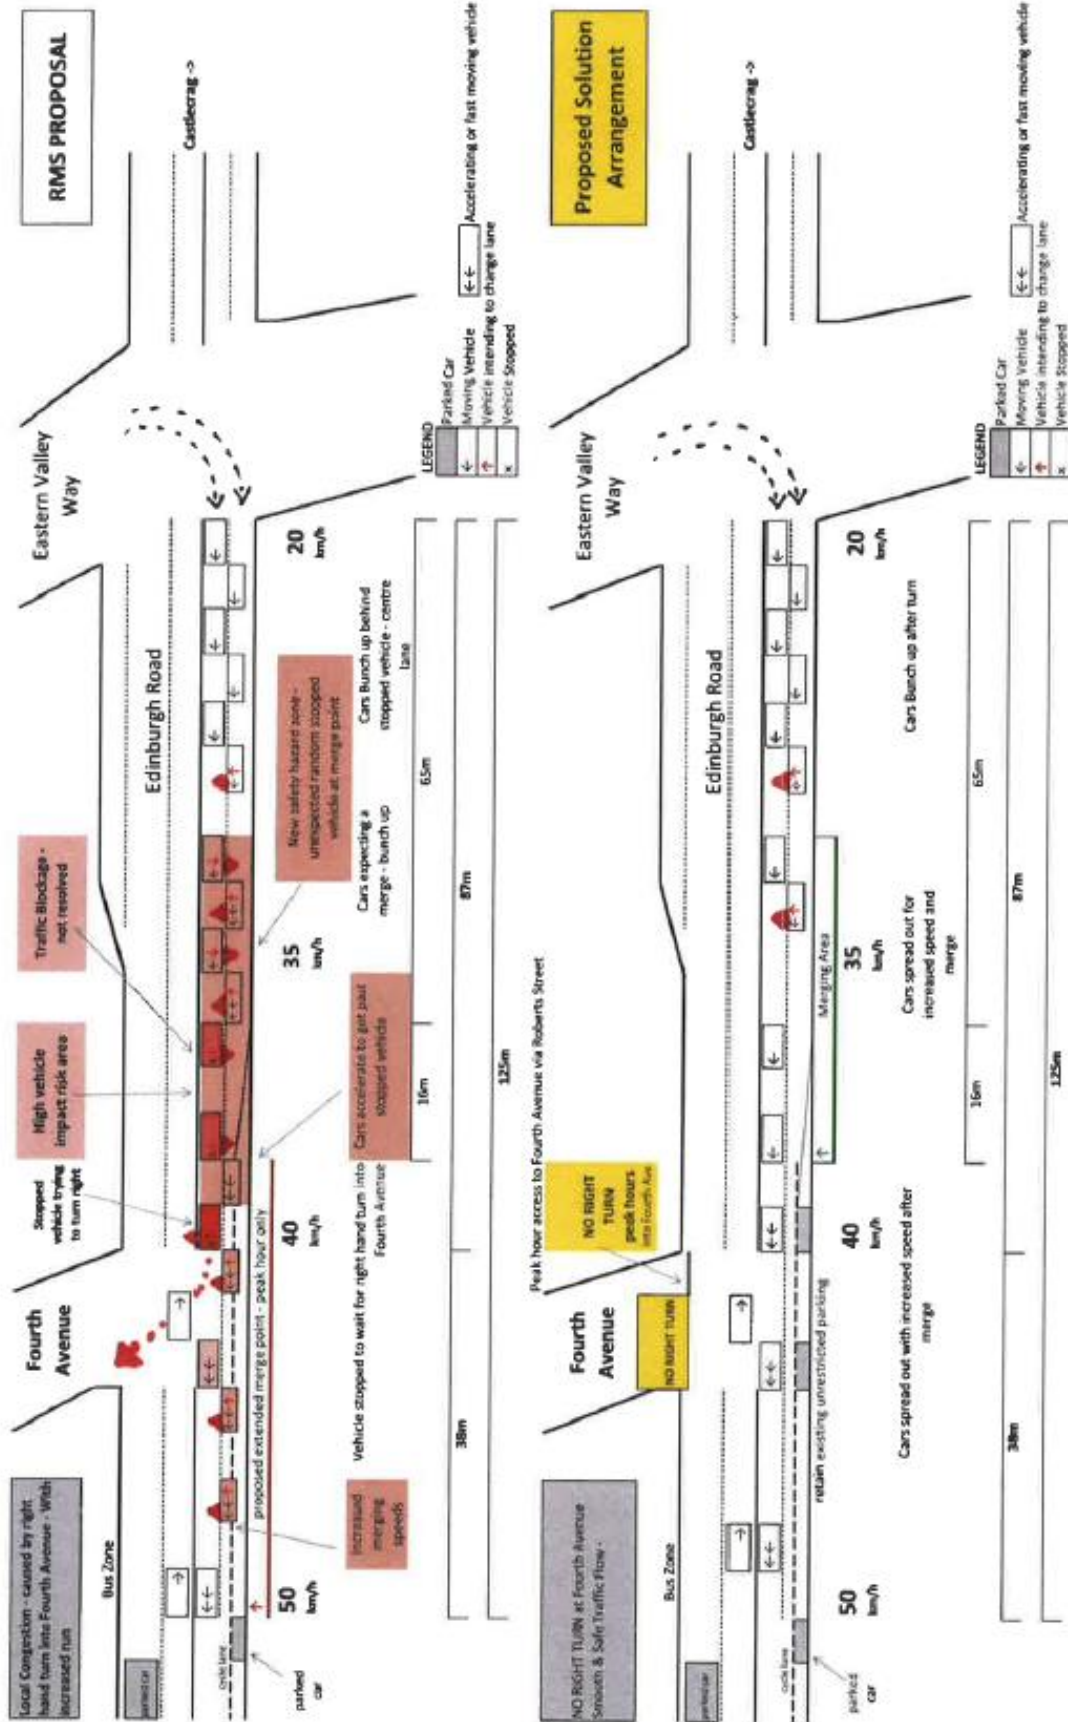 RMS PROPOSAL
Local Congestion - caused by right
hand turn into Fourth Avenue - With
increased run
Fourth
Avenue
Stopped
vehicle trying
to turn right
High vehicle
impact risk area
Traffic Blockage -
not resolved
Eastern Valley
Way
Edinburgh Road
Castlecrag ->
Bus Zone
parked car
cycle lane
parked
car
50
km/h
40
km/h
35
km/h
20
km/h
proposed extended merge point - peak hour only
Increased
merging
speeds
Vehicle stopped to wait for right hand turn into
Fourth Avenue
Cars accelerate to get past
stopped vehicle
Cars expecting a
merge - bunch up
New safety hazard zone -
unexpected random stopped
vehicle at merge point
Cars Bunch up behind
stopped vehicle - centre
lane
38m
16m
65m
87m
125m
LEGEND
Parked Car
← Moving Vehicle
↑ Vehicle intending to change lane
x Vehicle Stopped
←← Accelerating or fast moving vehicle
Proposed Solution
Arrangement
NO RIGHT TURN at Fourth Avenue
Smooth & Safe Traffic Flow -
Fourth
Avenue
Peak hour access to Fourth Avenue via Roberts Street
NO RIGHT
TURN
peak hours
into Fourth Ave
NO RIGHT TURN
Eastern Valley
Way
Edinburgh Road
Castlecrag ->
Bus Zone
parked car
cycle lane
parked
car
retain existing unrestricted parking
Merging Area
50
km/h
40
km/h
35
km/h
20
km/h
Cars spread out with increased speed after
merge
Cars spread out for
increased speed and
merge
Cars Bunch up after turn
38m
16m
65m
87m
125m
LEGEND
Parked Car
← Moving Vehicle
↑ Vehicle intending to change lane
x Vehicle Stopped
←← Accelerating or fast moving vehicle